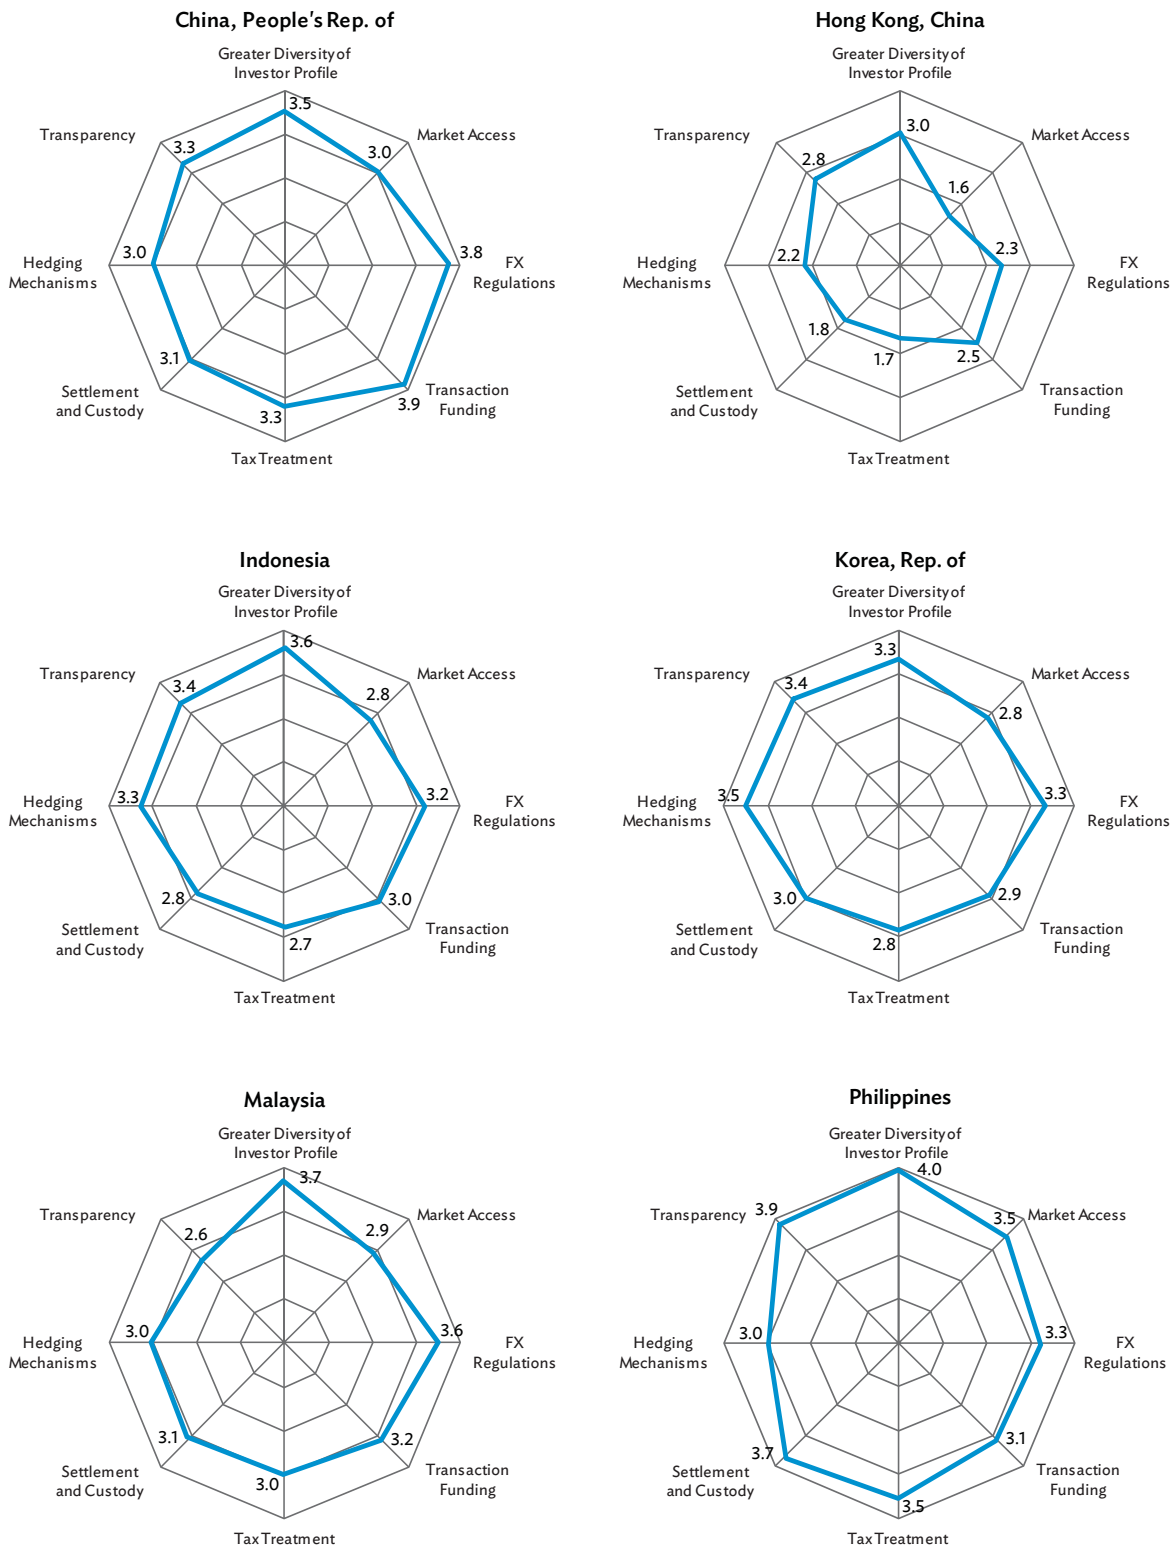 China, People's Rep. of
Greater Diversity of
Investor Profile
3.5
Transparency
3.3
3.0
Market Access
Hedging
Mechanisms
3.0
3.8
FX
Regulations
3.1
Settlement
and Custody
3.3
3.9
Transaction
Funding
Tax Treatment
Hong Kong, China
Greater Diversity of
Investor Profile
3.0
Transparency
2.8
1.6
Market Access
Hedging
Mechanisms
2.2
2.3
FX
Regulations
1.8
Settlement
and Custody
1.7
2.5
Transaction
Funding
Tax Treatment
Indonesia
Greater Diversity of
Investor Profile
3.6
Transparency
3.4
2.8
Market Access
Hedging
Mechanisms
3.3
3.2
FX
Regulations
2.8
Settlement
and Custody
2.7
3.0
Transaction
Funding
Tax Treatment
Korea, Rep. of
Greater Diversity of
Investor Profile
3.3
Transparency
3.4
2.8
Market Access
Hedging
Mechanisms
3.5
3.3
FX
Regulations
3.0
Settlement
and Custody
2.8
2.9
Transaction
Funding
Tax Treatment
Malaysia
Greater Diversity of
Investor Profile
3.7
Transparency
2.6
2.9
Market Access
Hedging
Mechanisms
3.0
3.6
FX
Regulations
3.1
Settlement
and Custody
3.0
3.2
Transaction
Funding
Tax Treatment
Philippines
Greater Diversity of
Investor Profile
4.0
Transparency
3.9
3.5
Market Access
Hedging
Mechanisms
3.0
3.3
FX
Regulations
3.7
Settlement
and Custody
3.5
3.1
Transaction
Funding
Tax Treatment